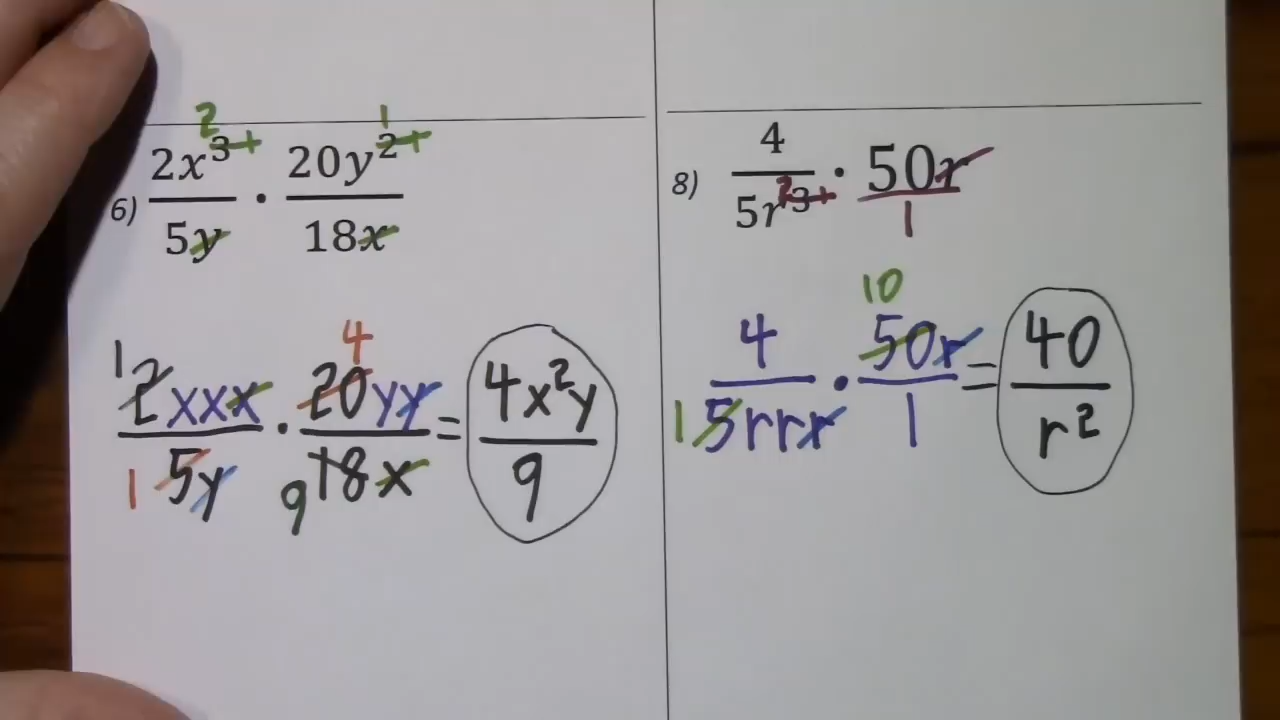 6) 2x³/5y · 20y²/18x
2 1
1 2xxx/5y · 20yy/18x = 4x²y/9
4
1 9
8) 4/5r³ · 50r/1
2
10
4/5rrr · 50r/1 = 40/r²
1